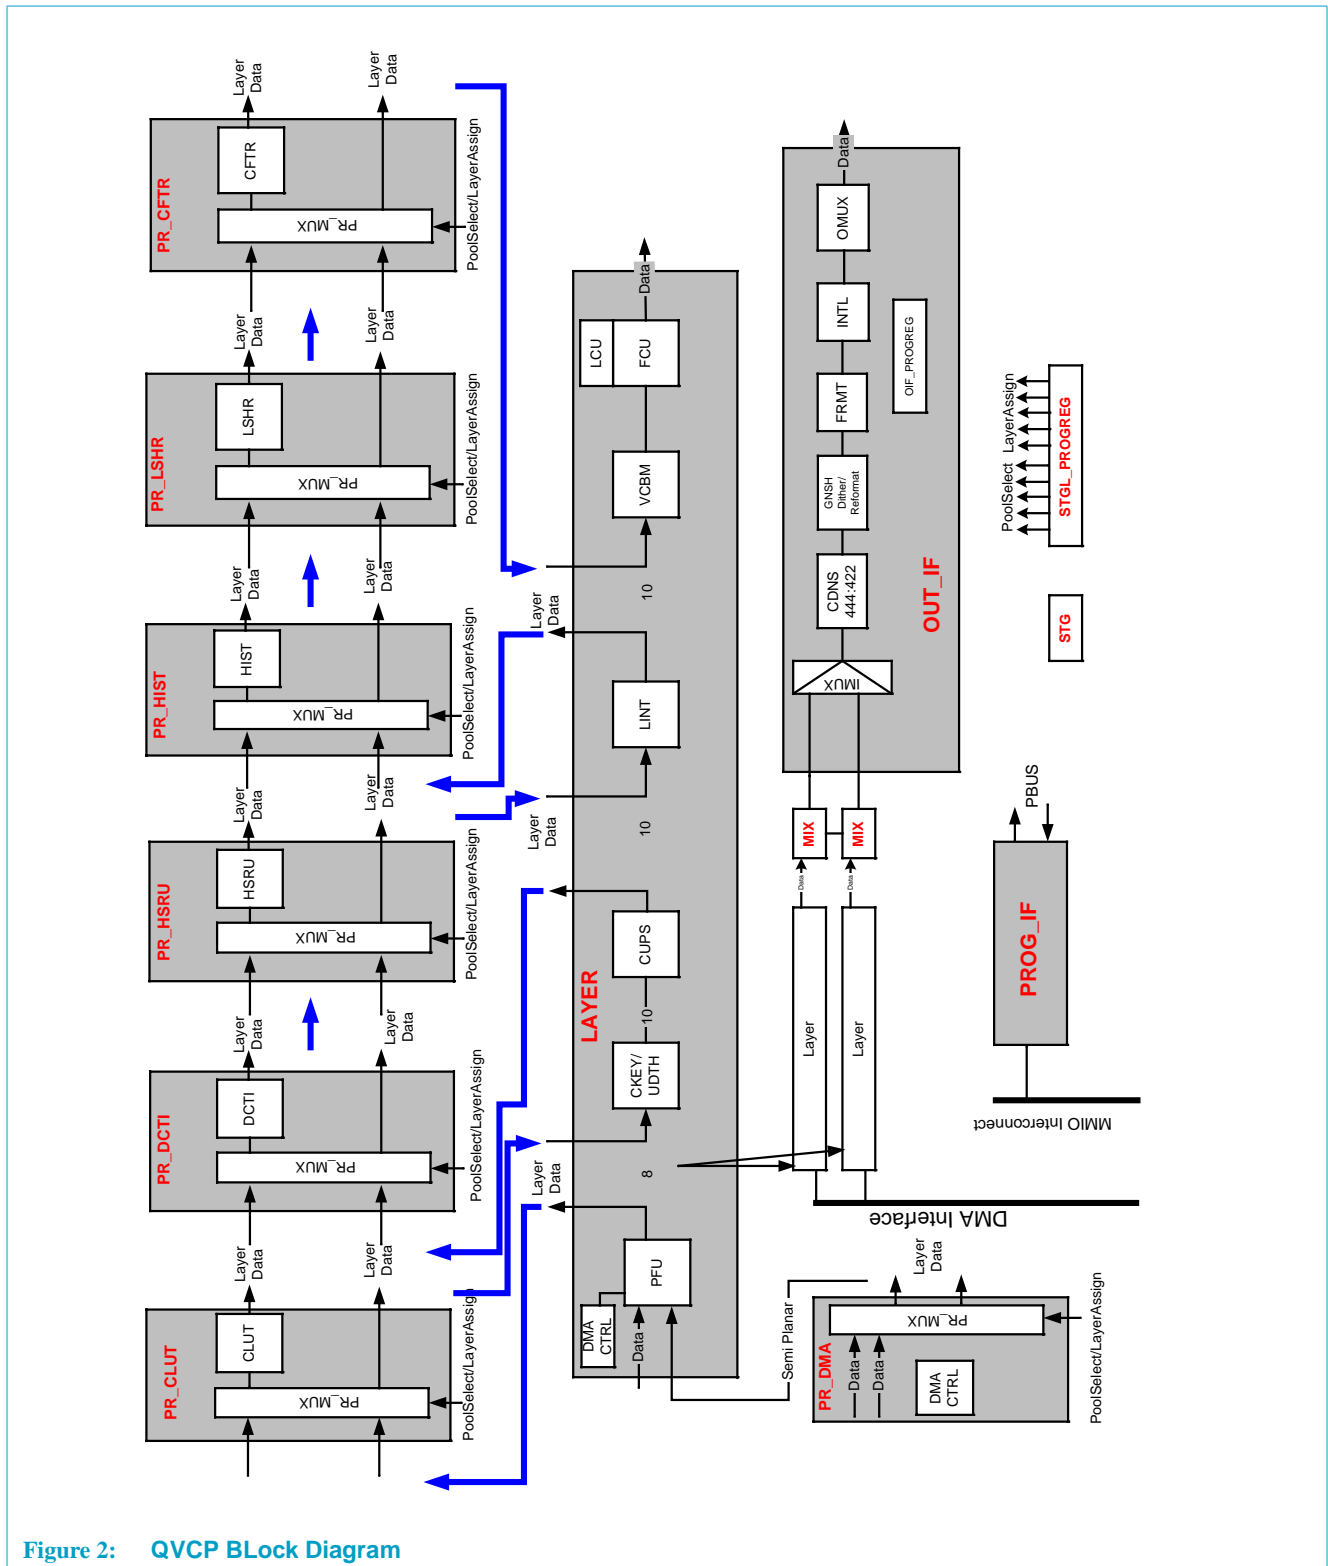 PR_CLUT
CLUT
PR_MUX
PoolSelect/LayerAssign
Layer
Data
Layer
Data
PR_DCTI
DCTI
PR_MUX
PoolSelect/LayerAssign
Layer
Data
Layer
Data
PR_HSRU
HSRU
PR_MUX
PoolSelect/LayerAssign
Layer
Data
Layer
Data
PR_HIST
HIST
PR_MUX
PoolSelect/LayerAssign
Layer
Data
Layer
Data
PR_LSHR
LSHR
PR_MUX
PoolSelect/LayerAssign
Layer
Data
Layer
Data
PR_CFTR
CFTR
PR_MUX
PoolSelect/LayerAssign
Layer
Data
Layer
Data
LAYER
DMA
CTRL
Data
PFU
Layer
Data
8
CKEY/
UDTH
10
CUPS
Layer
Data
10
LINT
Layer
Data
10
VCBM
LCU
FCU
Data
Semi Planar
PR_DMA
Data
Data
DMA
CTRL
PR_MUX
PoolSelect/LayerAssign
Layer
Data
DMA Interface
Layer
Layer
Data
Data
MIX
MIX
OUT_IF
IMUX
CDNS
444:422
GNSH
Dither/
Reformat
FRMT
INTL
OMUX
OIF_PROGREG
Data
MMIO Interconnect
PROG_IF
PBUS
STG
STGL_PROGREG
PoolSelect
LayerAssign
Figure 2: QVCP BLock Diagram